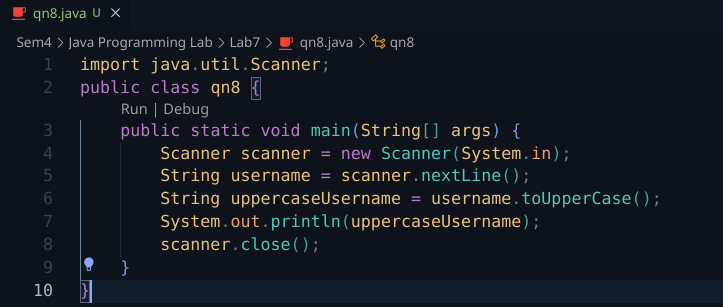 qn8.java U ×
Sem4 > Java Programming Lab > Lab7 > qn8.java > qn8
1 import java.util.Scanner;
2 public class qn8 {
Run | Debug
3 public static void main(String[] args) {
4 Scanner scanner = new Scanner(System.in);
5 String username = scanner.nextLine();
6 String uppercaseUsername = username.toUpperCase();
7 System.out.println(uppercaseUsername);
8 scanner.close();
9 }
10 }